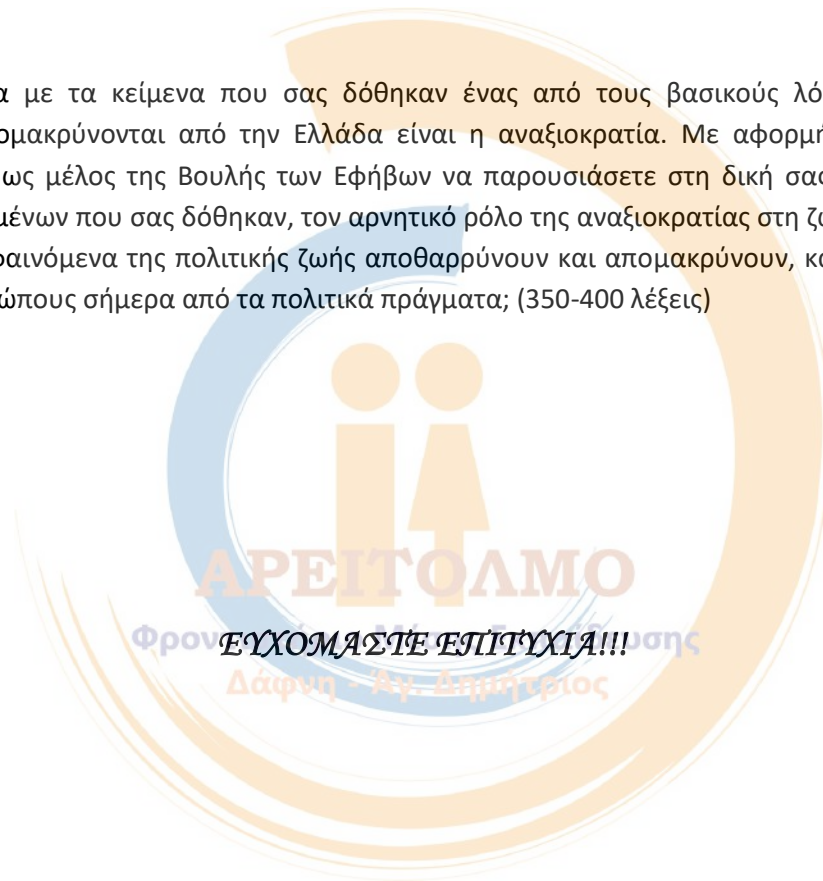 α με τα κείμενα που σας δόθηκαν ένας από τους βασικούς λό
ομακρύνονται από την Ελλάδα είναι η αναξιοκρατία. Με αφορμή
ως μέλος της Βουλής των Εφήβων να παρουσιάσετε στη δική σας
μένων που σας δόθηκαν, τον αρνητικό ρόλο της αναξιοκρατίας στη ζω
φαινόμενα της πολιτικής ζωής αποθαρρύνουν και απομακρύνουν, κα
ώπους σήμερα από τα πολιτικά πράγματα; (350-400 λέξεις)
ΑΡΕΙΤΟΛΜΟ
ΕΥΧΟΜΑΣΤΕ ΕΠΙΤΥΧΙΑ!!!
Δάφνη - Άγ. Δημήτριος